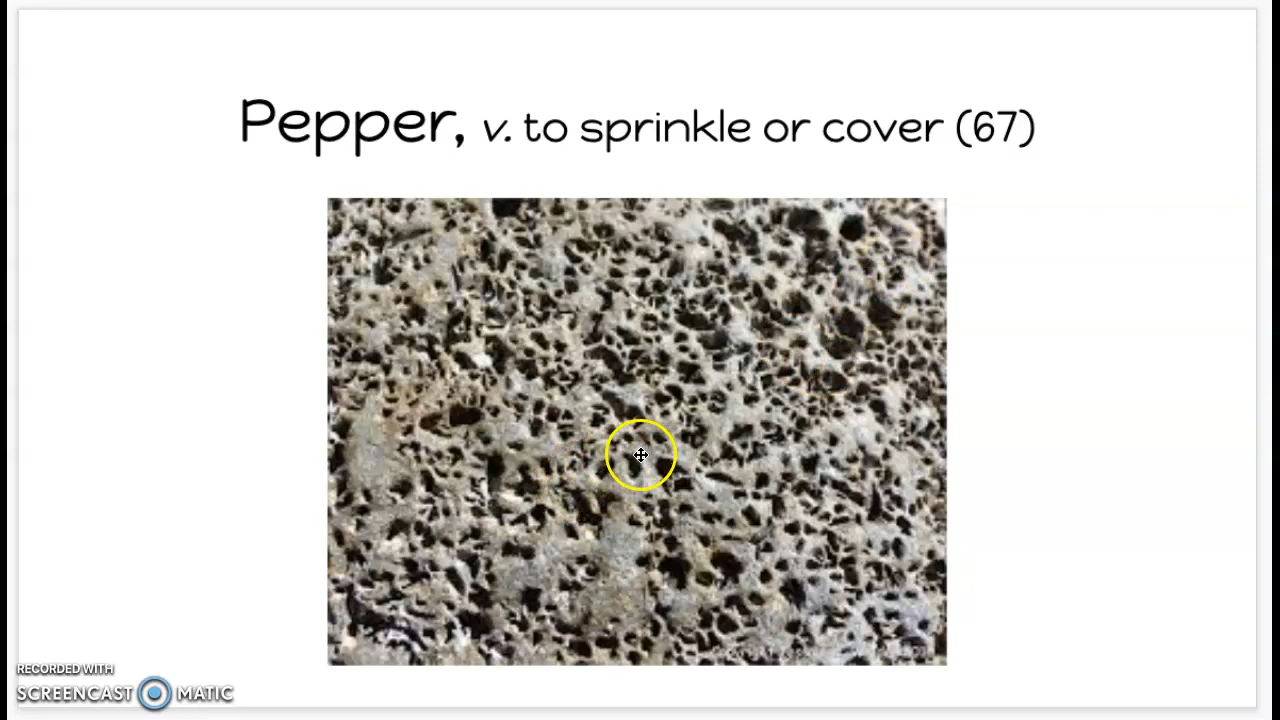 Pepper, v. to sprinkle or cover (67)
RECORDED WITH
SCREENCAST MATIC